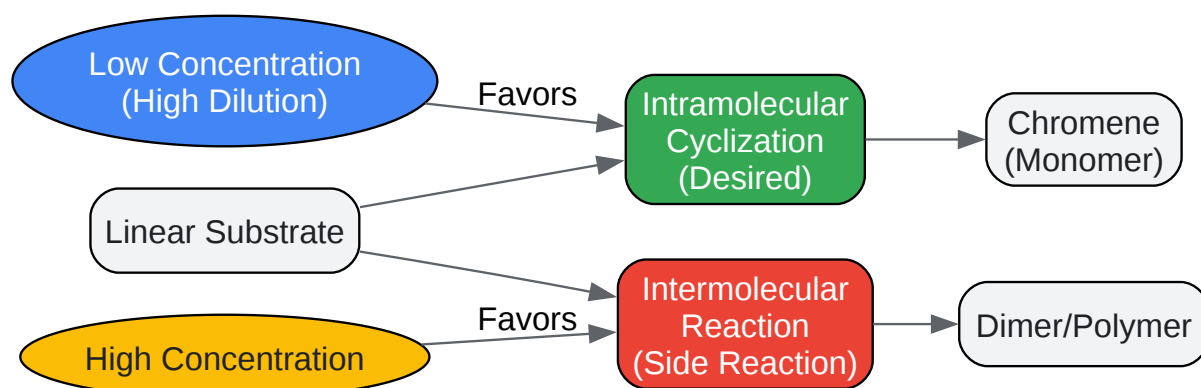 Low Concentration
(High Dilution)
Favors
Intramolecular
Cyclization
(Desired)
Chromene
(Monomer)
Linear Substrate
High Concentration
Favors
Intermolecular
Reaction
(Side Reaction)
Dimer/Polymer